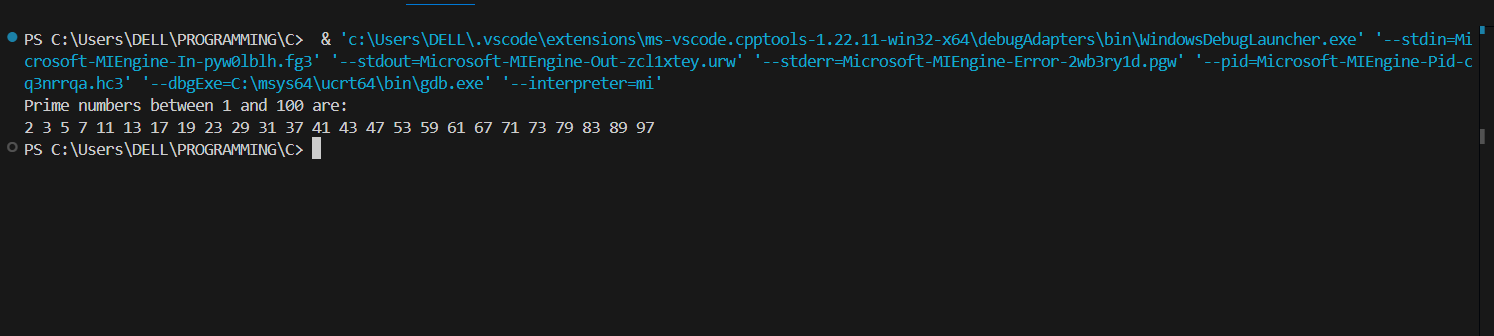 PS C:\Users\DELL\PROGRAMMING\C>  & 'c:\Users\DELL\.vscode\extensions\ms-vscode.cpptools-1.22.11-win32-x64\debugAdapters\bin\WindowsDebugLauncher.exe' '--stdin=Mi
crosoft-MIEngine-In-pyw0lblh.fg3' '--stdout=Microsoft-MIEngine-Out-zcl1xtey.urw' '--stderr=Microsoft-MIEngine-Error-2wb3ry1d.pgw' '--pid=Microsoft-MIEngine-Pid-c
q3nrrqa.hc3' '--dbgExe=C:\msys64\ucrt64\bin\gdb.exe' '--interpreter=mi'
Prime numbers between 1 and 100 are:
2 3 5 7 11 13 17 19 23 29 31 37 41 43 47 53 59 61 67 71 73 79 83 89 97
PS C:\Users\DELL\PROGRAMMING\C>